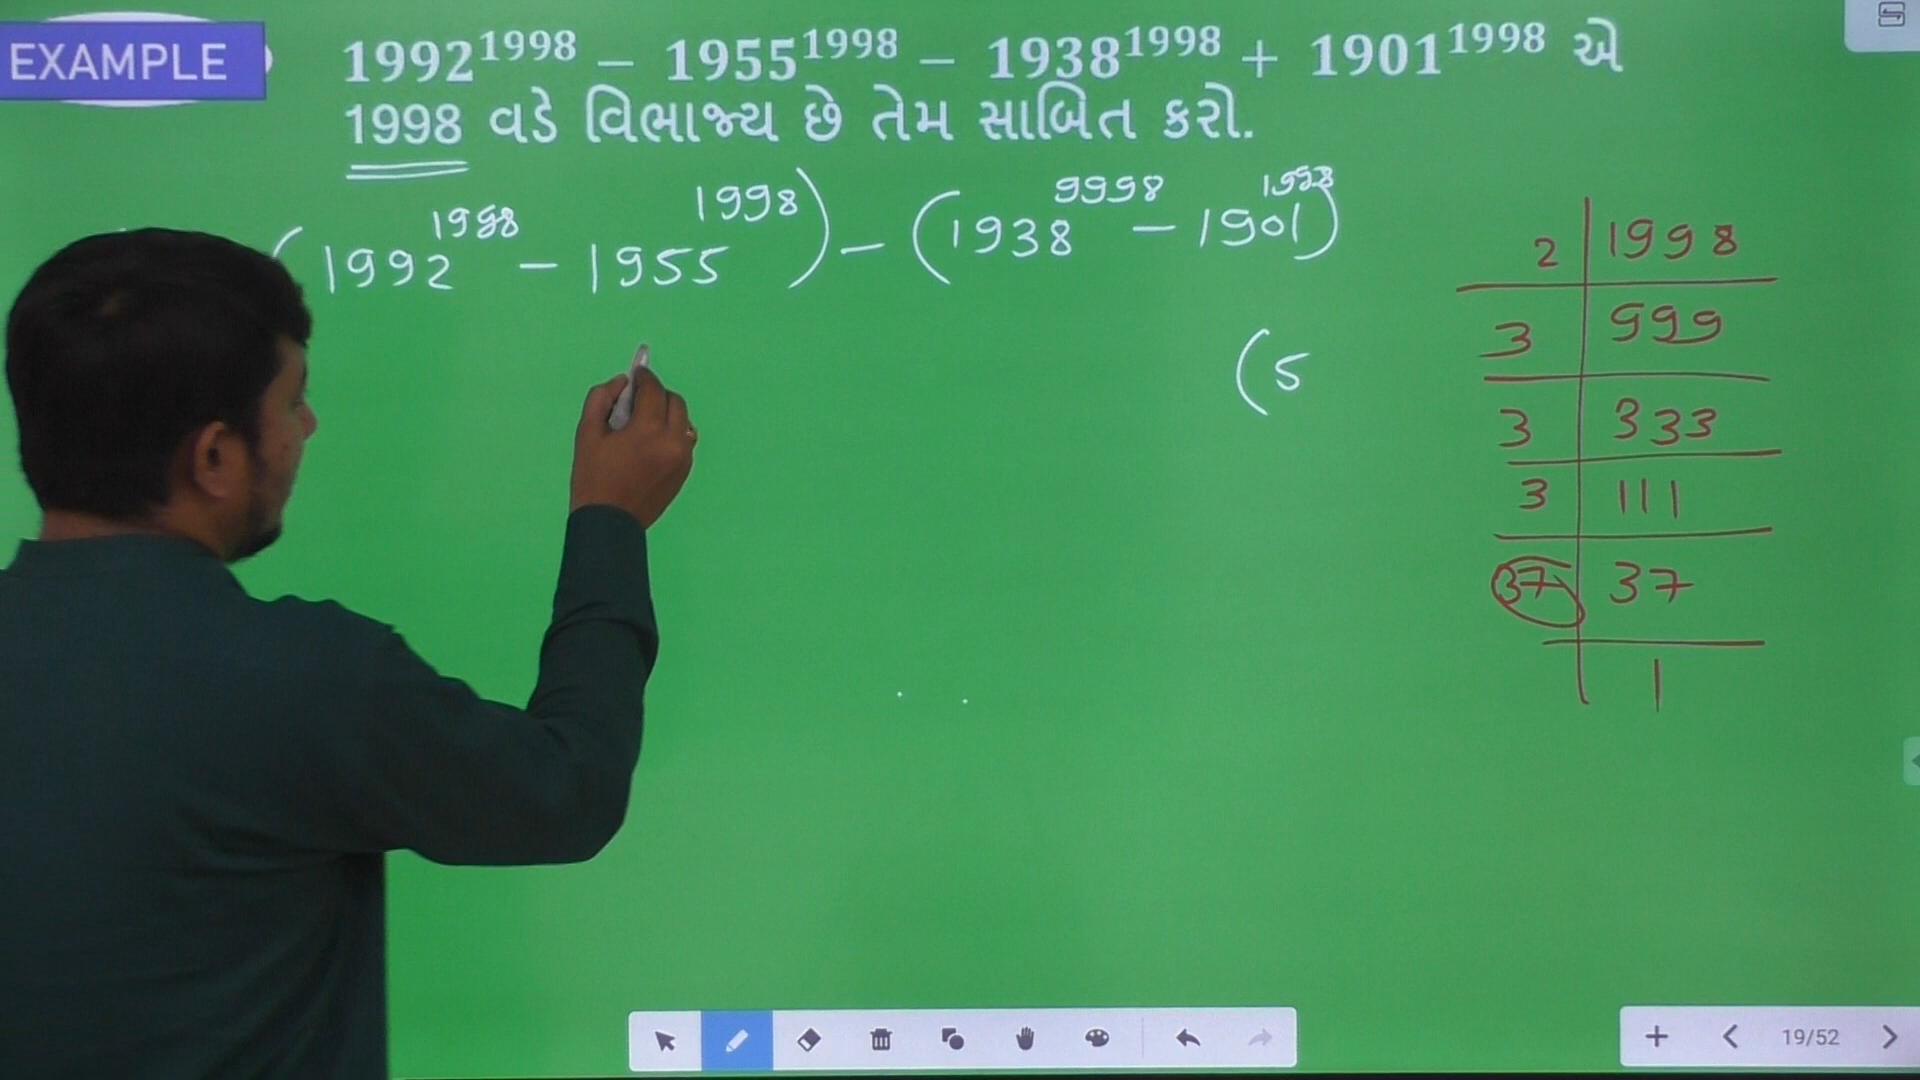 EXAMPLE
1992^1998 − 1955^1998 − 1938^1998 + 1901^1998 એ
1998 વડે વિભાજ્ય છે તેમ સાબિત કરો.
(1992^1998 − 1955^1998) − (1938^9998 − 1901^1998)
(5
2 | 1998
3 | 999
3 | 333
3 | 111
37 | 37
1
19/52